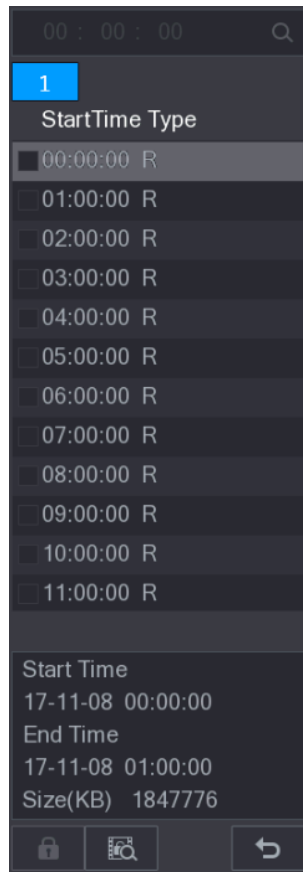 00 : 00 : 00
1
StartTime Type
00:00:00 R
01:00:00 R
02:00:00 R
03:00:00 R
04:00:00 R
05:00:00 R
06:00:00 R
07:00:00 R
08:00:00 R
09:00:00 R
10:00:00 R
11:00:00 R
Start Time
17-11-08 00:00:00
End Time
17-11-08 01:00:00
Size(KB) 1847776